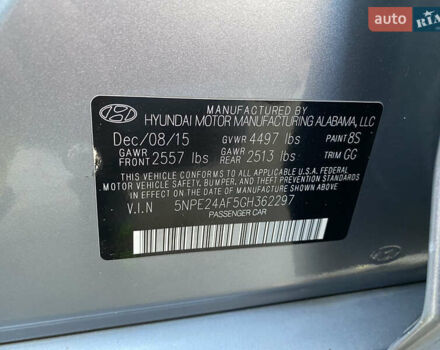 AUTO RIA
MANUFACTURED BY
HYUNDAI MOTOR MANUFACTURING ALABAMA, LLC
Dec/08/15 GVWR 4497 lbs PAINT 8S
GAWR FRONT 2557 lbs GAWR REAR 2513 lbs TRIM GG
THIS VEHICLE CONFORMS TO ALL APPLICABLE U.S.A. FEDERAL
MOTOR VEHICLE SAFETY, BUMPER, AND THEFT PREVENTION
STANDARDS IN EFFECT ON THE DATE OF MANUFACTURE SHOWN ABOVE.
V.I.N 5NPE24AF5GH362297
PASSENGER CAR